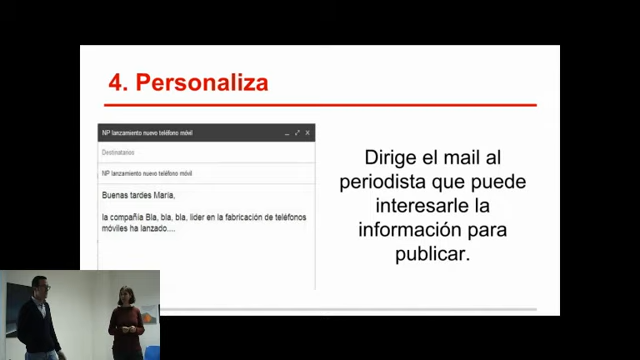 4. Personaliza
NP lanzamiento nuevo teléfono móvil
Destinatarios
NP lanzamiento nuevo teléfono móvil
Buenas tardes María,
la compañía Bla, bla, bla, lider en la fabricación de teléfonos
móviles ha lanzado....
Dirige el mail al
periodista que puede
interesarle la
información para
publicar.